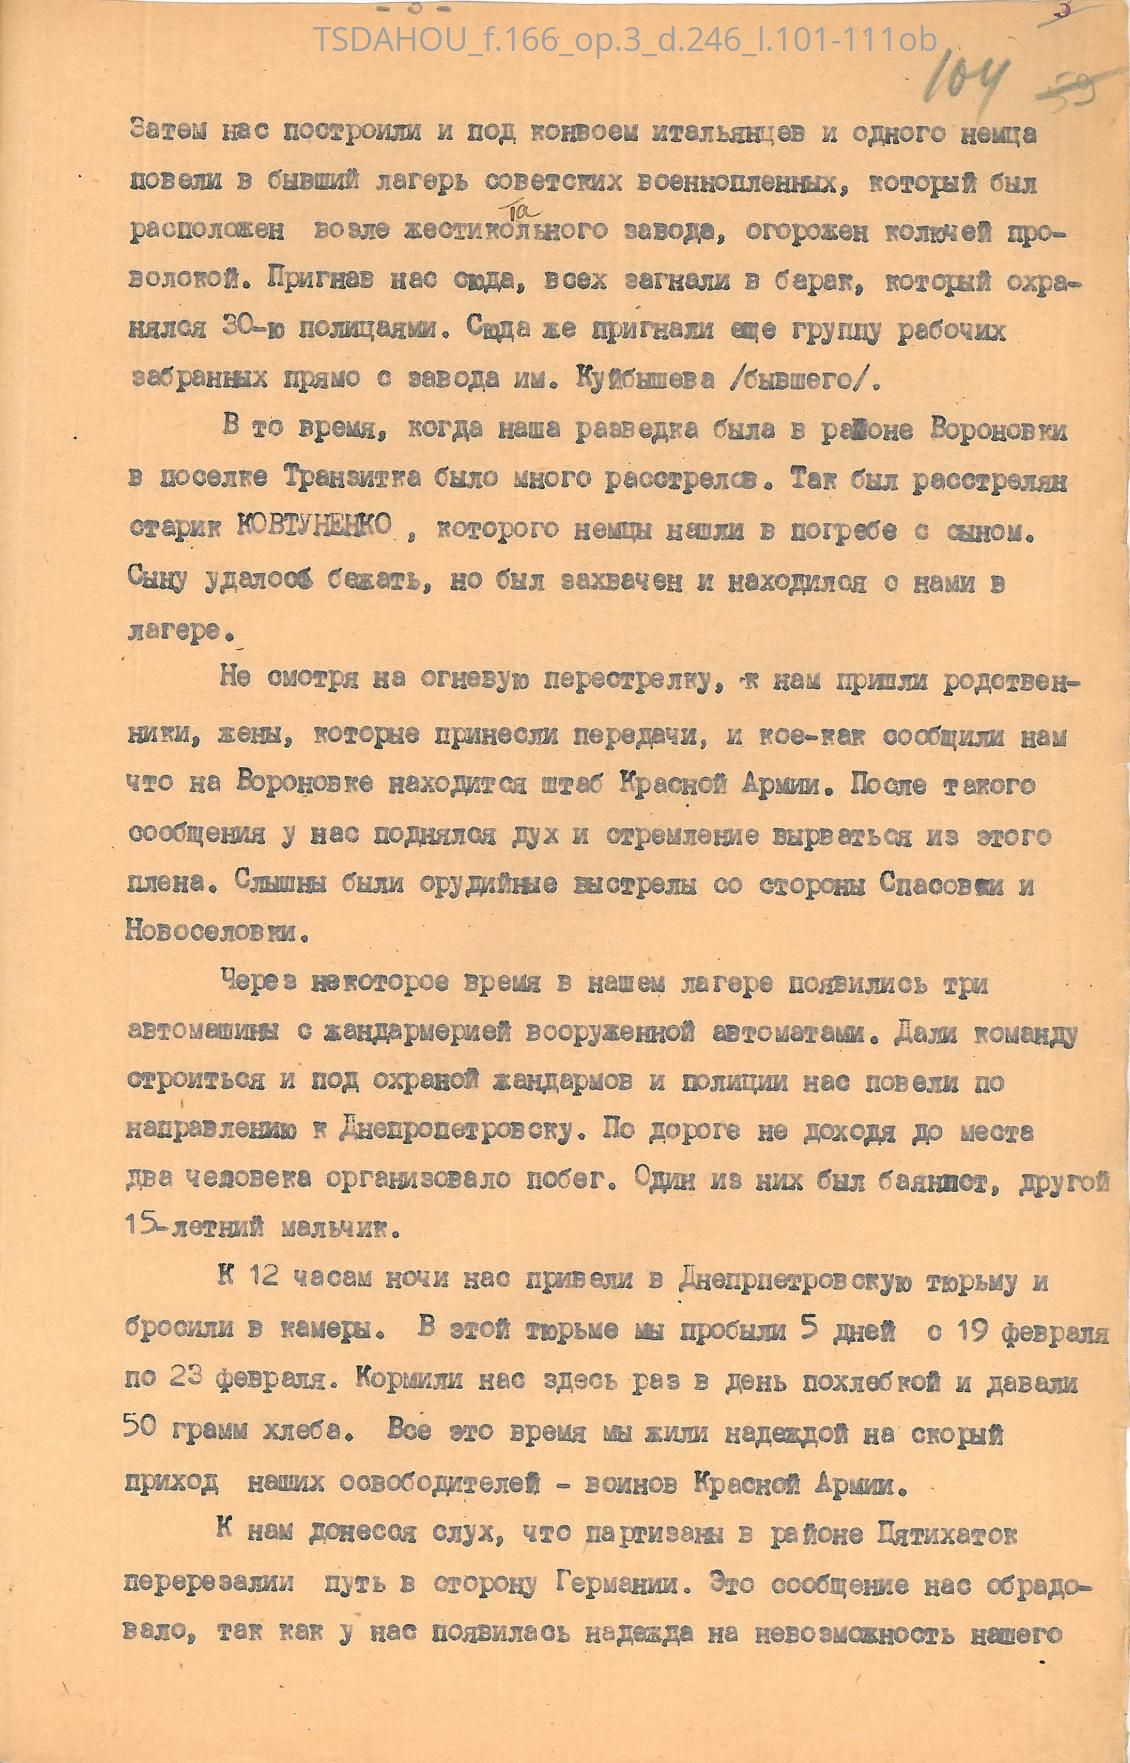 - 3 -
3
TSDAHOU_f.166_op.3_d.246_l.101-111ob
104 59
Затем нас построили и под конвоем итальянцев и одного немца
повели в бывший лагерь советских военнопленных, который был
та
расположен возле жестикольного завода, огорожен колючей про-
волокой. Пригнав нас сюда, всех загнали в барак, который охра-
нялся 30-ю полицаями. Сюда же пригнали еще группу рабочих
забранных прямо с завода им. Куйбышева /бывшего/.
В то время, когда наша разведка была в районе Вороновки
в поселке Транзитка было много расстрелов. Так был расстрелян
старик КОВТУНЕНКО , которого немцы нашли в погребе с сыном.
Сыну удалось бежать, но был захвачен и находился с нами в
лагере.
Не смотря на огневую перестрелку, к нам пришли родствен-
ники, жены, которые принесли передачи, и кое-как сообщили нам
что на Вороновке находится штаб Красной Армии. После такого
сообщения у нас поднялся дух и стремление вырваться из этого
плена. Слышны были орудийные выстрелы со стороны Спасовки и
Новоселовки.
Через некоторое время в нашем лагере появились три
автомашины с жандармерией вооруженной автоматами. Дали команду
строиться и под охраной жандармов и полиции нас повели по
направлению к Днепропетровску. По дороге не доходя до места
два человека организовало побег. Один из них был баянист, другой
15-летний мальчик.
К 12 часам ночи нас привели в Днепрпетровскую тюрьму и
бросили в камеры. В этой тюрьме мы пробыли 5 дней с 19 февраля
по 23 февраля. Кормили нас здесь раз в день похлебкой и давали
50 грамм хлеба. Все это время мы жили надеждой на скорый
приход наших освободителей - воинов Красной Армии.
К нам донесся слух, что партизаны в районе Пятихаток
перерезалии путь в сторону Германии. Это сообщение нас обрадо-
вало, так как у нас появилась надежда на невозможность нашего